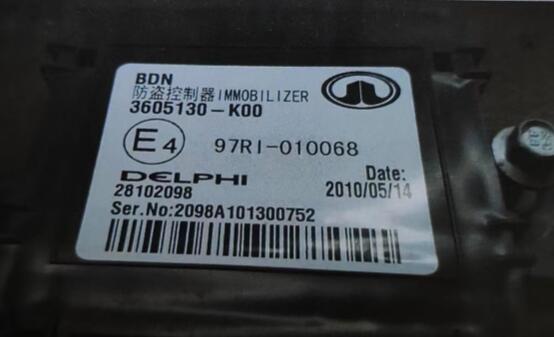 BDN
防盗控制器IMMOBILIZER
3605130-K00
E4 97RI-010068
DELPHI Date:
28102098 2010/05/14
Ser.No:2098A101300752